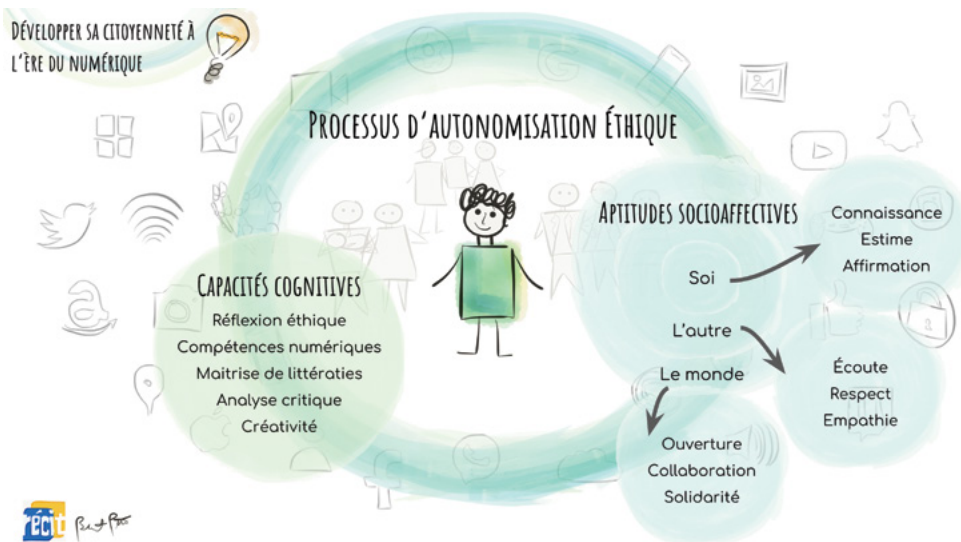 DÉVELOPPER SA CITOYENNETÉ À
L'ÈRE DU NUMÉRIQUE
PROCESSUS D'AUTONOMISATION ÉTHIQUE
CAPACITÉS COGNITIVES
Réflexion éthique
Compétences numériques
Maitrise de littératies
Analyse critique
Créativité
APTITUDES SOCIOAFFECTIVES
Soi
L'autre
Le monde
Connaissance
Estime
Affirmation
Écoute
Respect
Empathie
Ouverture
Collaboration
Solidarité
récit